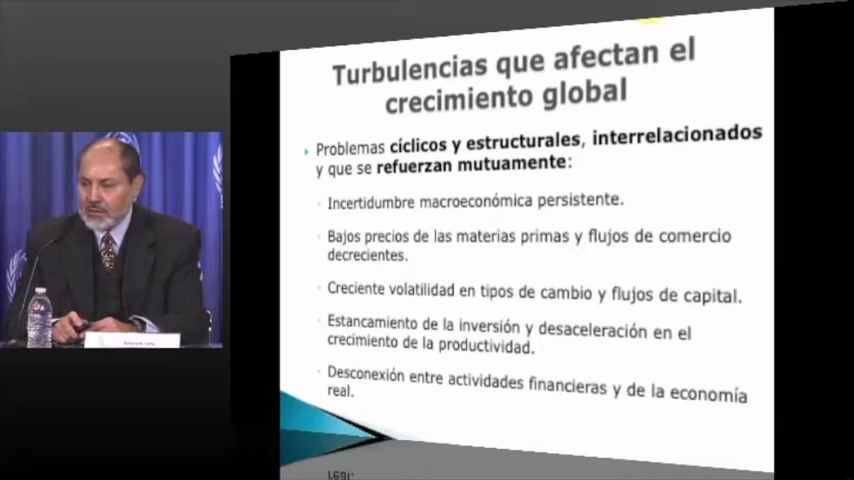 Turbulencias que afectan el
crecimiento global
Problemas cíclicos y estructurales, interrelacionados
y que se refuerzan mutuamente:
Incertidumbre macroeconómica persistente.
Bajos precios de las materias primas y flujos de comercio
decrecientes.
Creciente volatilidad en tipos de cambio y flujos de capital.
Estancamiento de la inversión y desaceleración en el
crecimiento de la productividad.
Desconexión entre actividades financieras y de la economía
real.